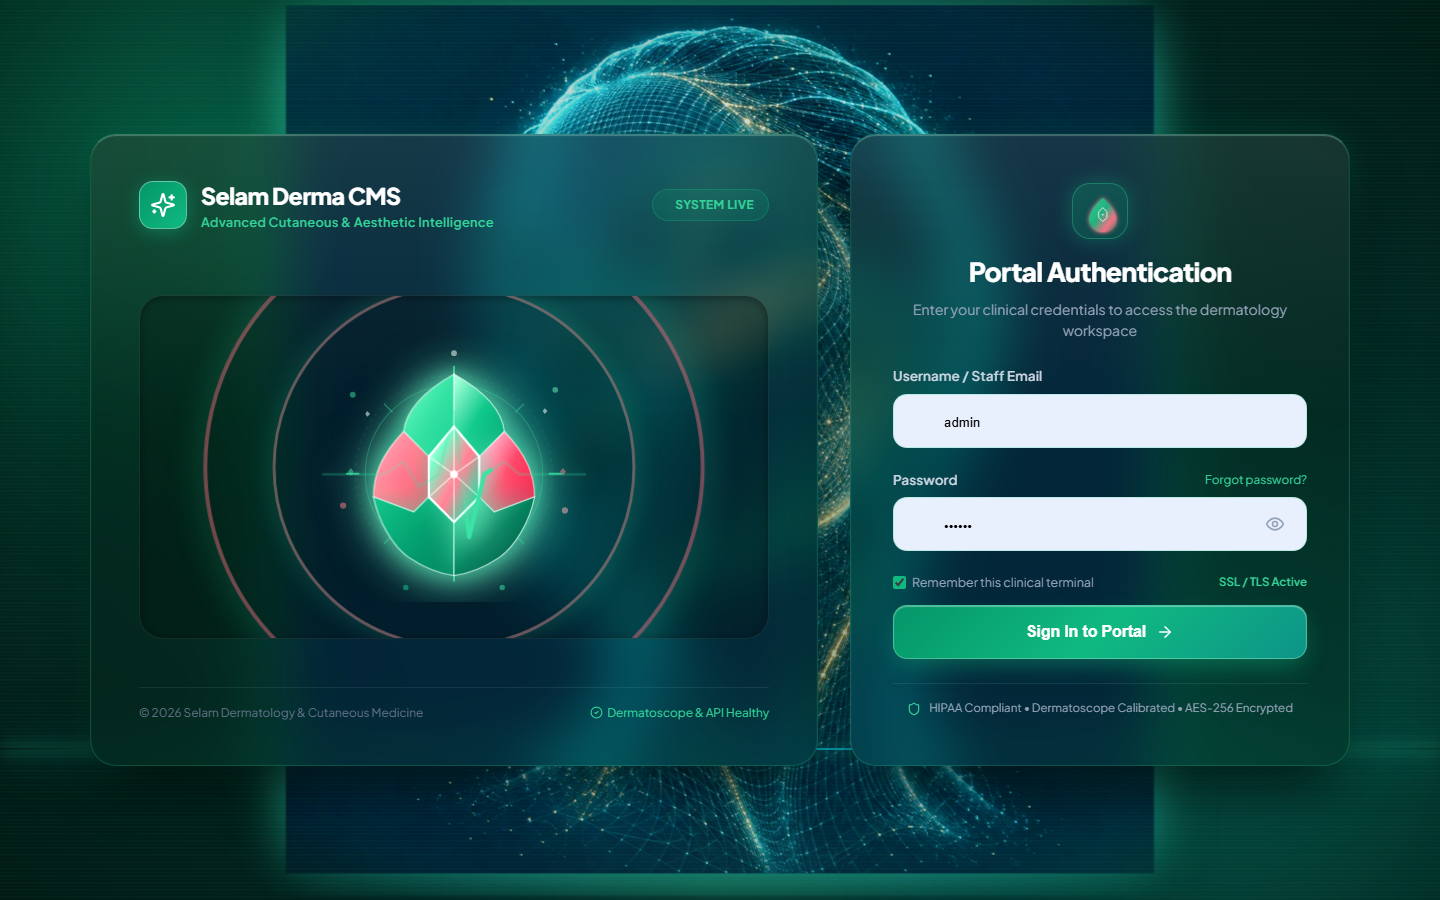 Selam Derma CMS
Advanced Cutaneous & Aesthetic Intelligence
SYSTEM LIVE
© 2026 Selam Dermatology & Cutaneous Medicine
Dermatoscope & API Healthy
Portal Authentication
Enter your clinical credentials to access the dermatology
workspace
Username / Staff Email
admin
Password
Forgot password?
••••••
Remember this clinical terminal
SSL / TLS Active
Sign In to Portal
HIPAA Compliant • Dermatoscope Calibrated • AES-256 Encrypted